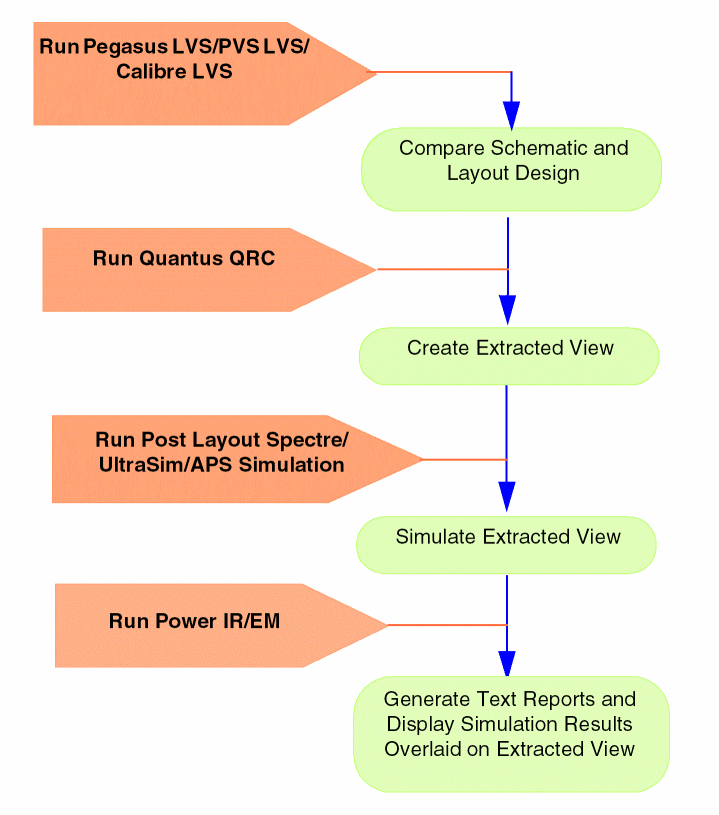 Run Pegasus LVS/PVS LVS/
Calibre LVS
Compare Schematic and
Layout Design
Run Quantus QRC
Create Extracted View
Run Post Layout Spectre/
UltraSim/APS Simulation
Simulate Extracted View
Run Power IR/EM
Generate Text Reports and
Display Simulation Results
Overlaid on Extracted View